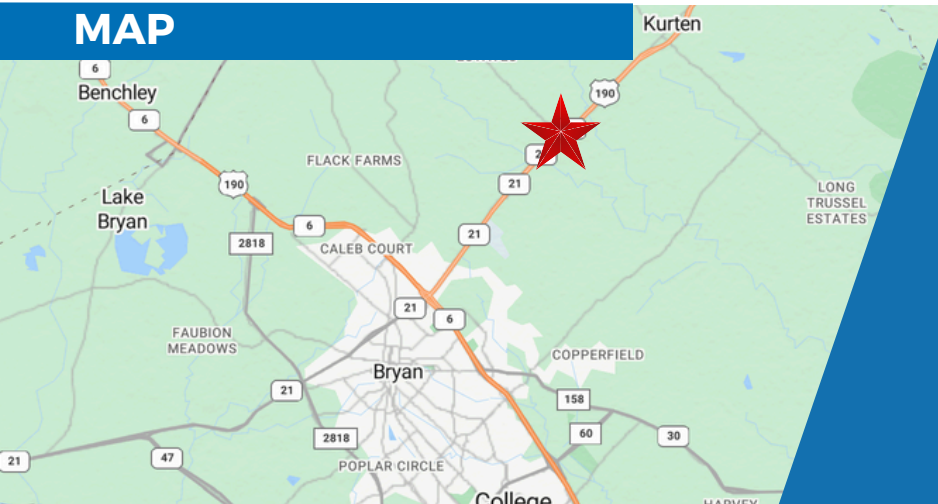 MAP
Kurten
6
Benchley
190
6
FLACK FARMS
21
190
LONG
TRUSSEL
ESTATES
Lake
Bryan
6
21
2818
CALEB COURT
21
6
FAUBION
MEADOWS
COPPERFIELD
Bryan
21
158
2818
60
30
21
47
POPLAR CIRCLE
College